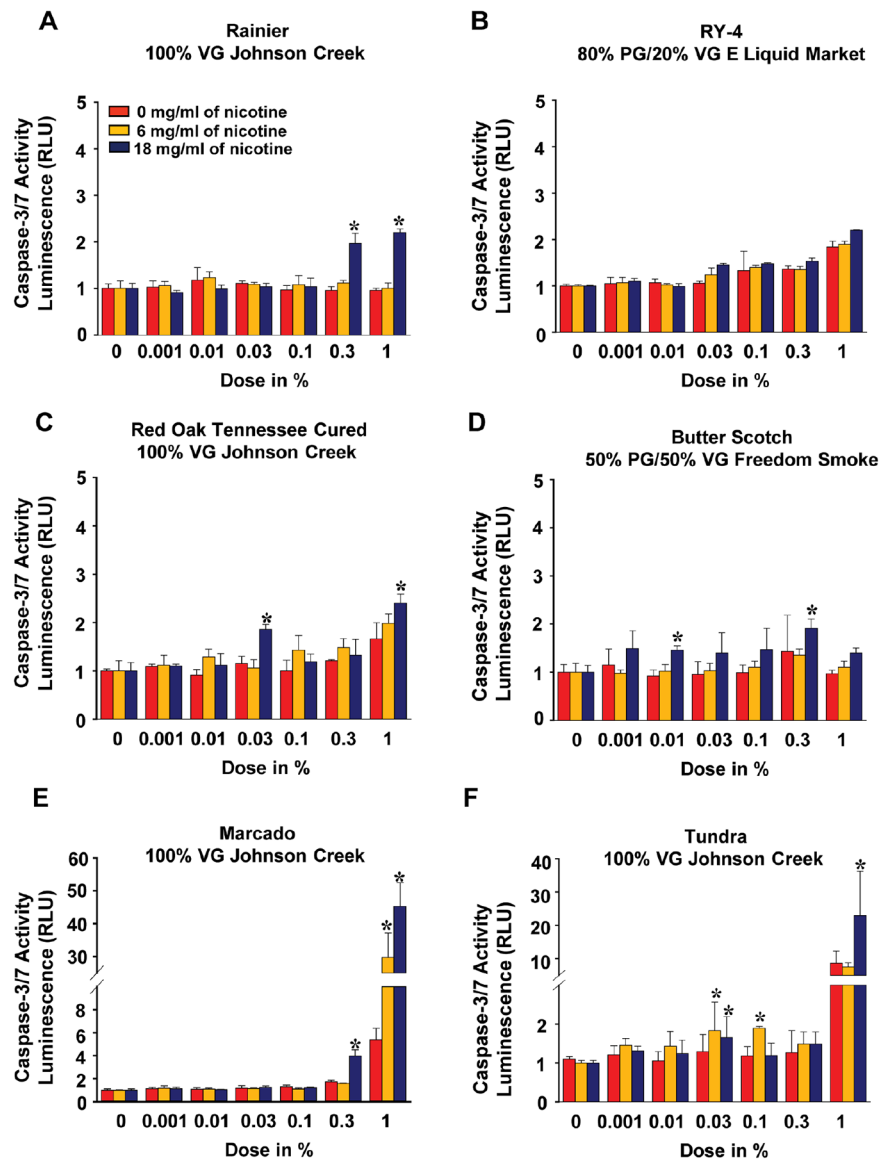 A
Rainier
100% VG Johnson Creek
Caspase-3/7 Activity
Luminescence (RLU)
5
4
3
2
1
0
0 mg/ml of nicotine
6 mg/ml of nicotine
18 mg/ml of nicotine
* *
0 0.001 0.01 0.03 0.1 0.3 1
Dose in %
B
RY-4
80% PG/20% VG E Liquid Market
Caspase-3/7 Activity
Luminescence (RLU)
5
4
3
2
1
0
0 0.001 0.01 0.03 0.1 0.3 1
Dose in %
C
Red Oak Tennessee Cured
100% VG Johnson Creek
Caspase-3/7 Activity
Luminescence (RLU)
5
4
3
2
1
0
* *
0 0.001 0.01 0.03 0.1 0.3 1
Dose in %
D
Butter Scotch
50% PG/50% VG Freedom Smoke
Caspase-3/7 Activity
Luminescence (RLU)
5
4
3
2
1
0
* *
0 0.001 0.01 0.03 0.1 0.3 1
Dose in %
E
Marcado
100% VG Johnson Creek
Caspase-3/7 Activity
Luminescence (RLU)
60
50
40
30
8
6
4
2
1
0
* * *
0 0.001 0.01 0.03 0.1 0.3 1
Dose in %
F
Tundra
100% VG Johnson Creek
Caspase-3/7 Activity
Luminescence (RLU)
40
30
20
10
2
1
0
* * * *
0 0.001 0.01 0.03 0.1 0.3 1
Dose in %